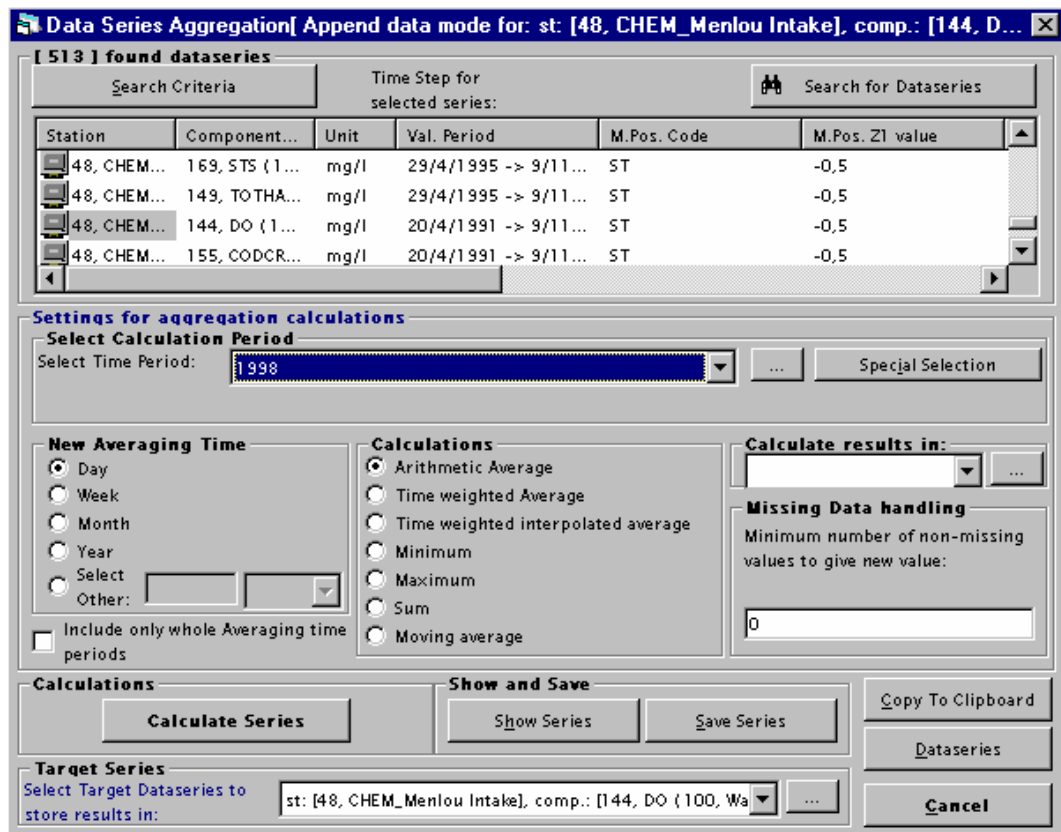 Data Series Aggregation[ Append data mode for: st: [48, CHEM_Menlou Intake], comp.: [144, D...
[ 513 ] found dataseries
Search Criteria
Time Step for
selected series:
Search for Dataseries
Station Component... Unit Val. Period M.Pos. Code M.Pos. Z1 value
48, CHEM... 169, STS (1... mg/l 29/4/1995 -> 9/11... ST -0,5
48, CHEM... 149, TOTHA... mg/l 29/4/1995 -> 9/11... ST -0,5
48, CHEM... 144, DO (1... mg/l 20/4/1991 -> 9/11... ST -0,5
48, CHEM... 155, CODCR... mg/l 20/4/1991 -> 9/11... ST -0,5
Settings for aggregation calculations
Select Calculation Period
Select Time Period: 1998 ... Special Selection
New Averaging Time
Day
Week
Month
Year
Select
Other:
Include only whole Averaging time
periods
Calculations
Arithmetic Average
Time weighted Average
Time weighted interpolated average
Minimum
Maximum
Sum
Moving average
Calculate results in:
...
Missing Data handling
Minimum number of non-missing
values to give new value:
0
Calculations
Calculate Series
Show and Save
Show Series Save Series
Copy To Clipboard
Dataseries
Cancel
Target Series
Select Target Dataseries to
store results in:
st: [48, CHEM_Menlou Intake], comp.: [144, DO (100, Wa ...